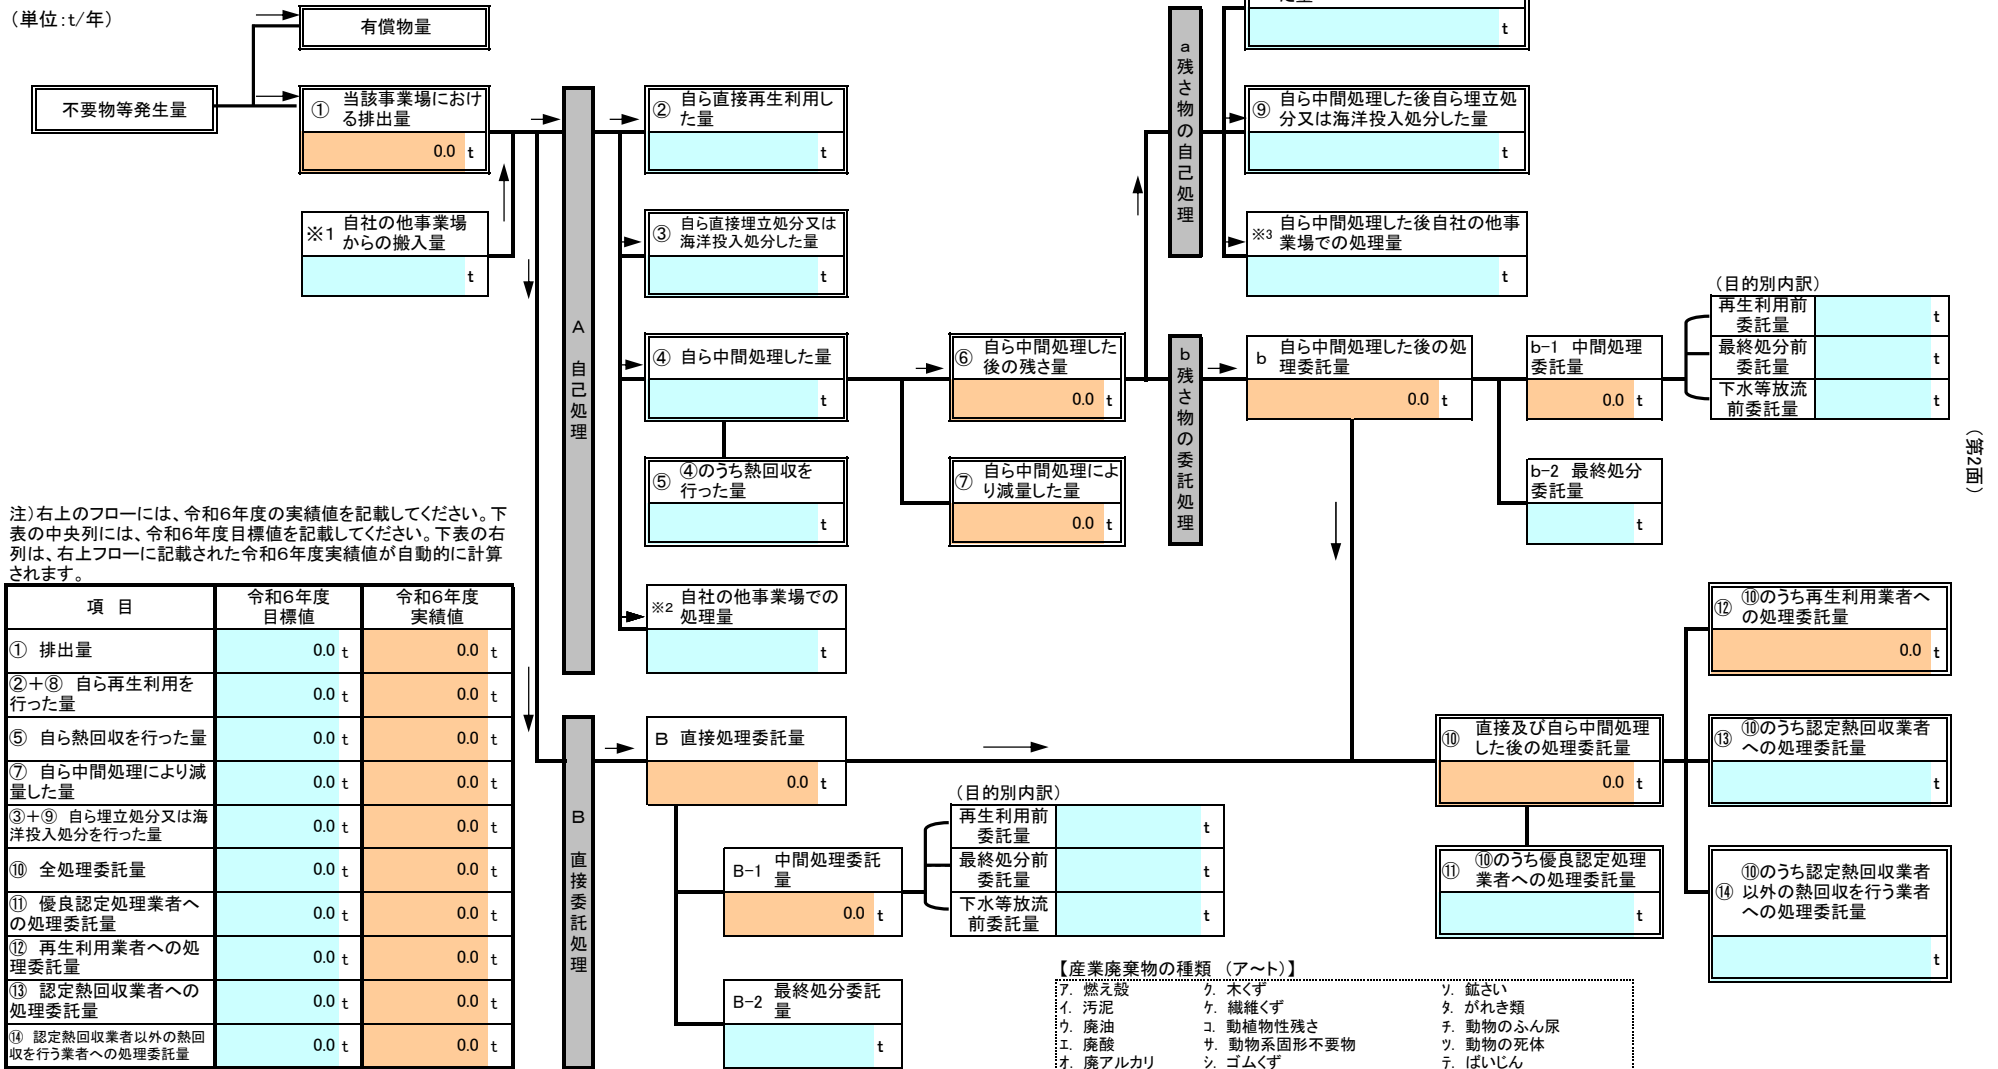 (単位:t/年)
有償物量
不要物等発生量
① 当該事業場におけ
る排出量
0.0 t
※1 自社の他事業場
からの搬入量
t
A 自己処理
② 自ら直接再生利用し
た量
t
③ 自ら直接埋立処分又は
海洋投入処分した量
t
④ 自ら中間処理した量
t
⑤ ④のうち熱回収を
行った量
t
※2 自社の他事業場での
処理量
t
⑥ 自ら中間処理した
後の残さ量
0.0 t
⑦ 自ら中間処理によ
り減量した量
0.0 t
a 残さ物の自己処理
t
⑨ 自ら中間処理した後自ら埋立処
分又は海洋投入処分した量
t
※3 自ら中間処理した後自社の他事
業場での処理量
t
b 残さ物の委託処理
b 自ら中間処理した後の処
理委託量
0.0 t
b-1 中間処理
委託量
0.0 t
b-2 最終処分
委託量
t
(目的別内訳)
再生利用前
委託量
t
最終処分前
委託量
t
下水等放流
前委託量
t
(第2面)
注)右上のフローには、令和6年度の実績値を記載してください。下
表の中央列には、令和6年度目標値を記載してください。下表の右
列は、右上フローに記載された令和6年度実績値が自動的に計算
されます。
項 目 令和6年度
目標値 令和6年度
実績値
① 排出量 0.0 t 0.0 t
②+⑧ 自ら再生利用を
行った量 0.0 t 0.0 t
⑤ 自ら熱回収を行った量 0.0 t 0.0 t
⑦ 自ら中間処理により減
量した量 0.0 t 0.0 t
③+⑨ 自ら埋立処分又は海
洋投入処分を行った量 0.0 t 0.0 t
⑩ 全処理委託量 0.0 t 0.0 t
⑪ 優良認定処理業者へ
の処理委託量 0.0 t 0.0 t
⑫ 再生利用業者への処
理委託量 0.0 t 0.0 t
⑬ 認定熱回収業者への
処理委託量 0.0 t 0.0 t
⑭ 認定熱回収業者以外の熱回
収を行う業者への処理委託量 0.0 t 0.0 t
B 直接委託処理
B 直接処理委託量
0.0 t
B-1 中間処理委託
量
0.0 t
B-2 最終処分委託
量
t
(目的別内訳)
再生利用前
委託量
t
最終処分前
委託量
t
下水等放流
前委託量
t
⑩ 直接及び自ら中間処理
した後の処理委託量
0.0 t
⑪ ⑩のうち優良認定処理
業者への処理委託量
t
⑫ ⑩のうち再生利用業者へ
の処理委託量
0.0 t
⑬ ⑩のうち認定熱回収業者
への処理委託量
t
⑭ ⑩のうち認定熱回収業者
以外の熱回収を行う業者
への処理委託量
t
【産業廃棄物の種類 (ア~ト)】
ア. 燃え殻 ク. 木くず ソ. 鉱さい
イ. 汚泥 ケ. 繊維くず タ. がれき類
ウ. 廃油 コ. 動植物性残さ チ. 動物のふん尿
エ. 廃酸 サ. 動物系固形不要物 ツ. 動物の死体
オ. 廃アルカリ シ. ゴムくず テ. ばいじん